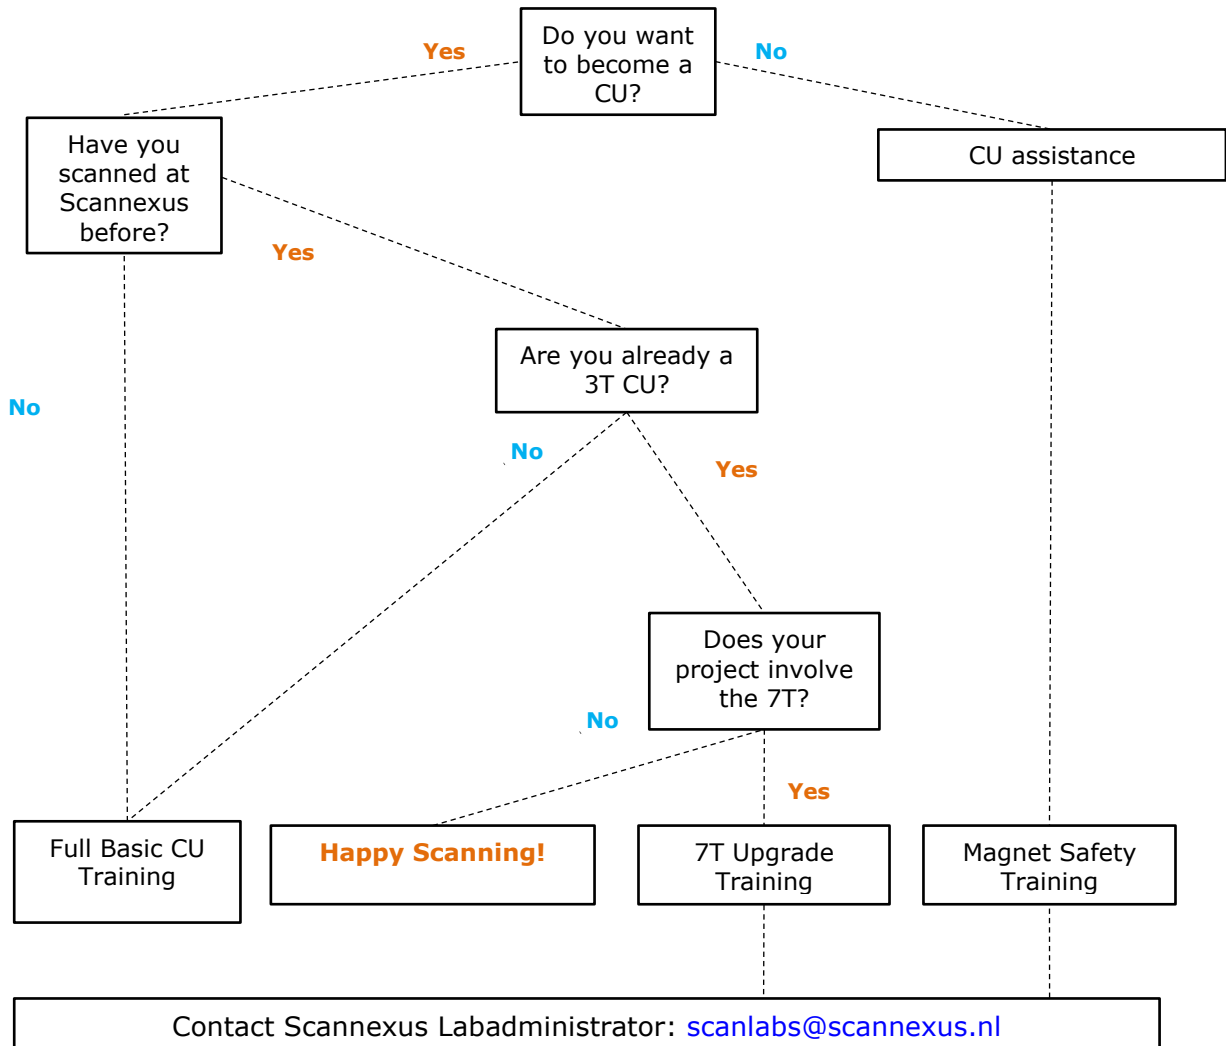 Do you want
to become a
CU?
Yes
No
Have you
scanned at
Scannexus
before?
CU assistance
Yes
Are you already a
3T CU?
No
No
Yes
Does your
project involve
the 7T?
No
Yes
Full Basic CU
Training
Happy Scanning!
7T Upgrade
Training
Magnet Safety
Training
Contact Scannexus Labadministrator: scanlabs@scannexus.nl